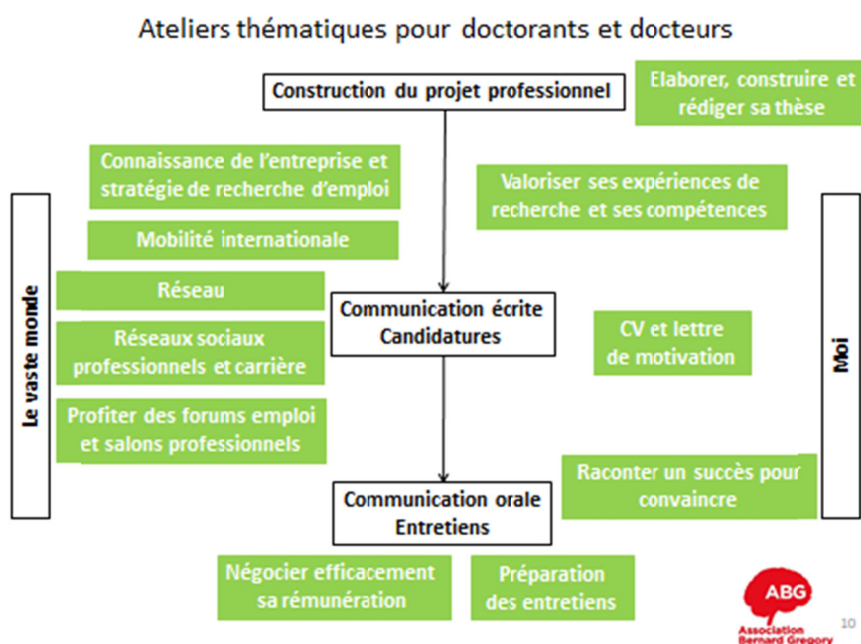 Ateliers thématiques pour doctorants et docteurs
Construction du projet professionnel
Elaborer, construire et
rédiger sa thèse
Connaissance de l'entreprise et
stratégie de recherche d'emploi
Valoriser ses expériences de
recherche et ses compétences
Mobilité internationale
Réseau
Le vaste monde
Communication écrite
Candidatures
Réseaux sociaux
professionnels et carrière
CV et lettre
de motivation
Moi
Profiter des forums emploi
et salons professionnels
Raconter un succès pour
convaincre
Communication orale
Entretiens
Négocier efficacement
sa rémunération
Préparation
des entretiens
ABG
Association
Bernard Gregory
10